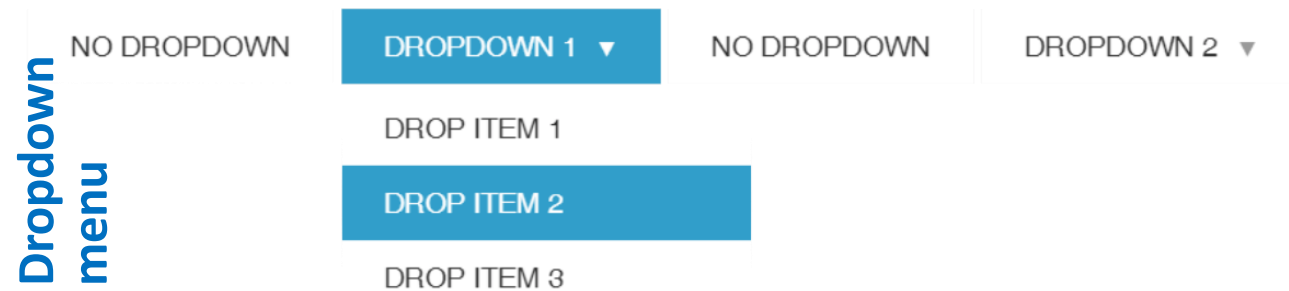 Dropdown
menu
NO DROPDOWN DROPDOWN 1 ▼ NO DROPDOWN DROPDOWN 2 ▼
DROP ITEM 1
DROP ITEM 2
DROP ITEM 3